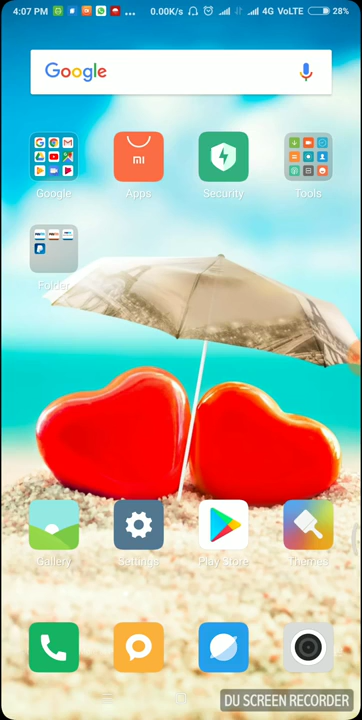 4:07 PM ... 0.00K/s 4G VoLTE 28%
Google
mi
Google Apps Security Tools
Folder
Gallery Settings Play Store Themes
DU SCREEN RECORDER